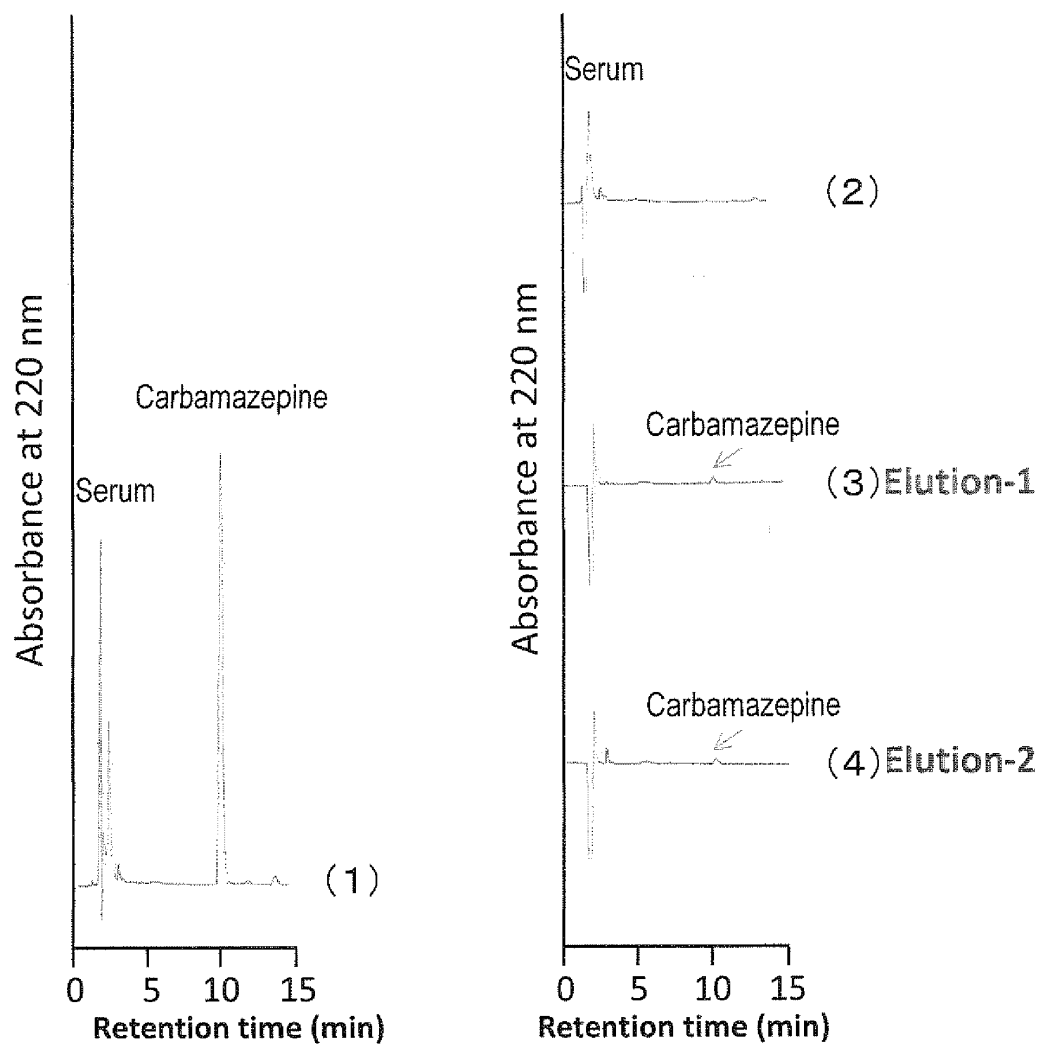 Absorbance at 220 nm
Serum
Carbamazepine
(1)
0 5 10 15
Retention time (min)
Absorbance at 220 nm
Serum
(2)
Carbamazepine
(3) Elution-1
Carbamazepine
(4) Elution-2
0 5 10 15
Retention time (min)